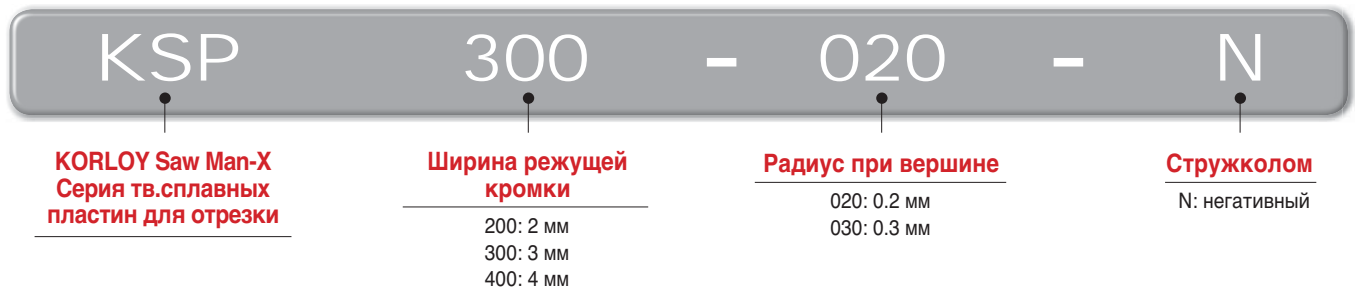 KSP 300 - 020 - N
KORLOY Saw Man-X
Серия тв.сплавных
пластин для отрезки
Ширина режущей
кромки
200: 2 мм
300: 3 мм
400: 4 мм
Радиус при вершине
020: 0.2 мм
030: 0.3 мм
Стружколом
N: негативный